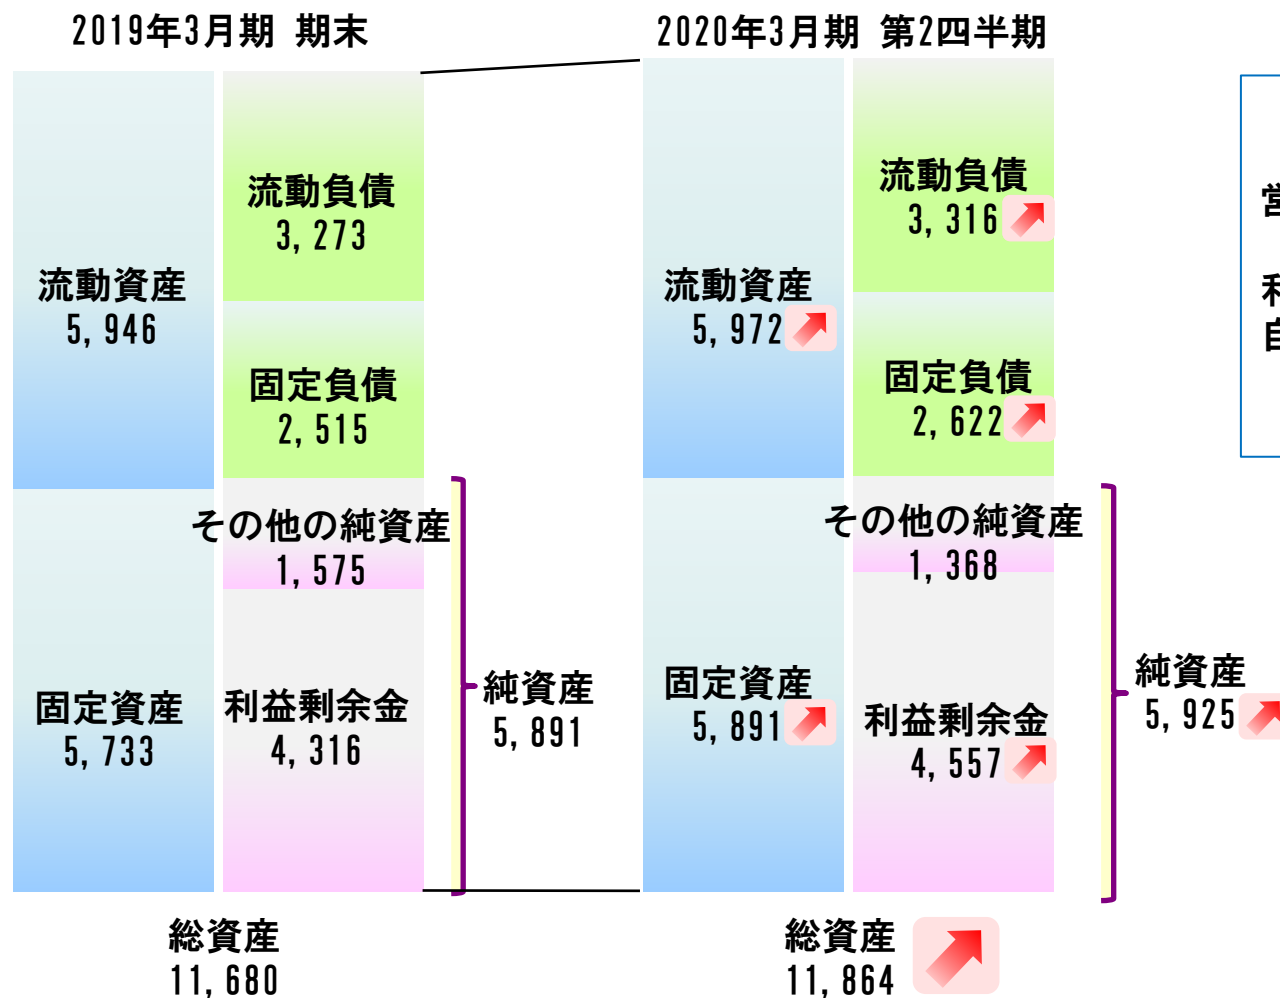 2019年3月期 期末
流動資産
5,946
固定資産
5,733
流動負債
3,273
固定負債
2,515
その他の純資産
1,575
利益剰余金
4,316
純資産
5,891
総資産
11,680
2020年3月期 第2四半期
流動資産
5,972
固定資産
5,891
流動負債
3,316
固定負債
2,622
その他の純資産
1,368
利益剰余金
4,557
純資産
5,925
総資産
11,864